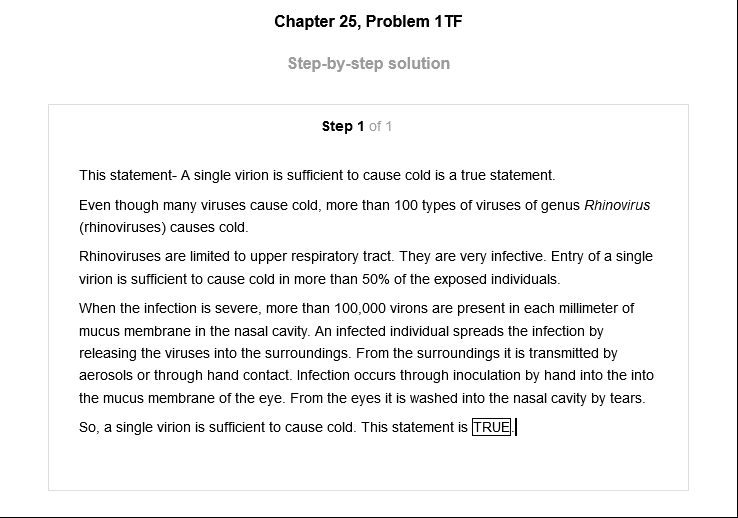 Chapter 25, Problem 1TF
Step-by-step solution
Step 1 of 1
This statement- A single virion is sufficient to cause cold is a true statement.
Even though many viruses cause cold, more than 100 types of viruses of genus Rhinovirus
(rhinoviruses) causes cold.
Rhinoviruses are limited to upper respiratory tract. They are very infective. Entry of a single
virion is sufficient to cause cold in more than 50% of the exposed individuals.
When the infection is severe, more than 100,000 virons are present in each millimeter of
mucus membrane in the nasal cavity. An infected individual spreads the infection by
releasing the viruses into the surroundings. From the surroundings it is transmitted by
aerosols or through hand contact. Infection occurs through inoculation by hand into the into
the mucus membrane of the eye. From the eyes it is washed into the nasal cavity by tears.
So, a single virion is sufficient to cause cold. This statement is TRUE.